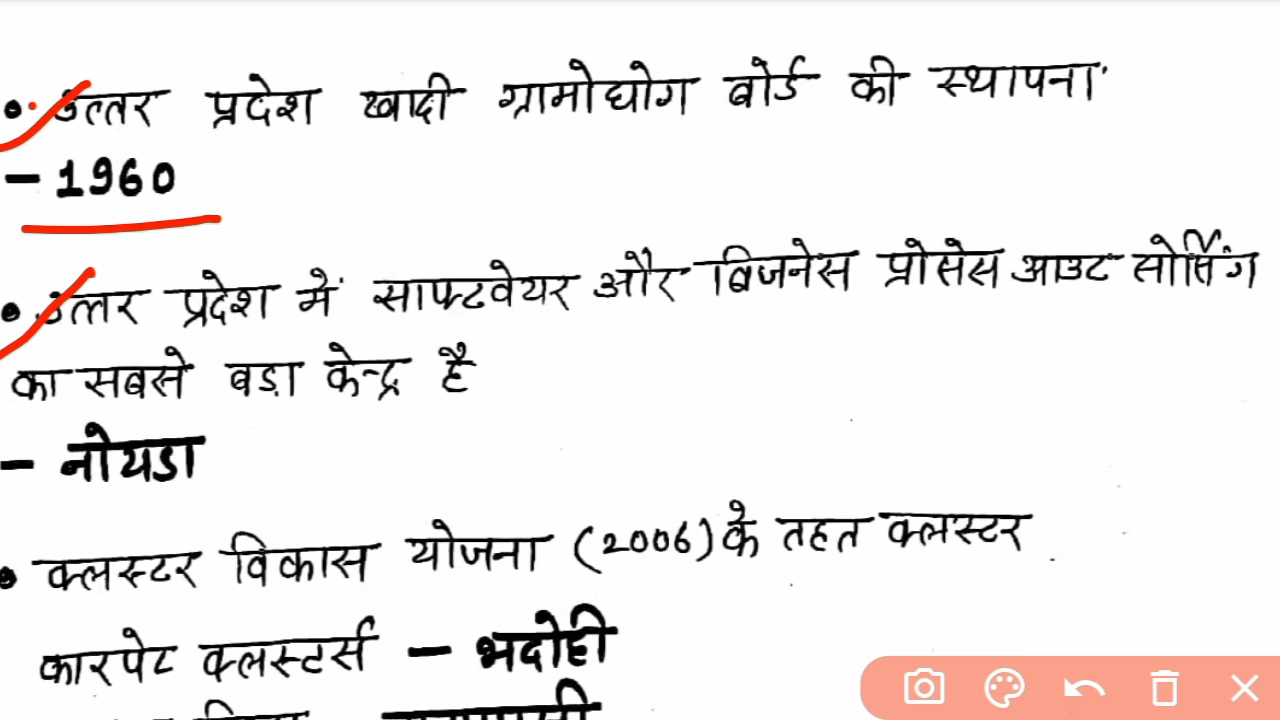 • उत्तर प्रदेश खादी ग्रामोद्योग बोर्ड की स्थापना
- 1960
• उत्तर प्रदेश में साफ्टवेयर और बिजनेस प्रोसेस आउट सोर्सिंग
का सबसे बड़ा केन्द्र है
- नोयडा
• क्लस्टर विकास योजना (2006) के तहत क्लस्टर
कारपेट क्लस्टर्स - भदोही